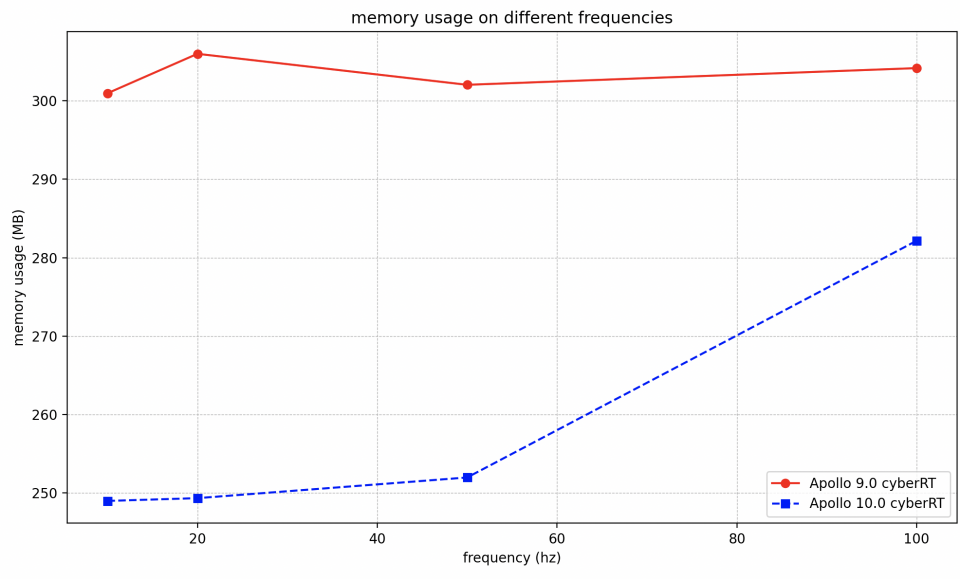 memory usage on different frequencies
memory usage (MB)
300
290
280
270
260
250
Apollo 9.0 cyberRT
Apollo 10.0 cyberRT
20 40 60 80 100
frequency (hz)